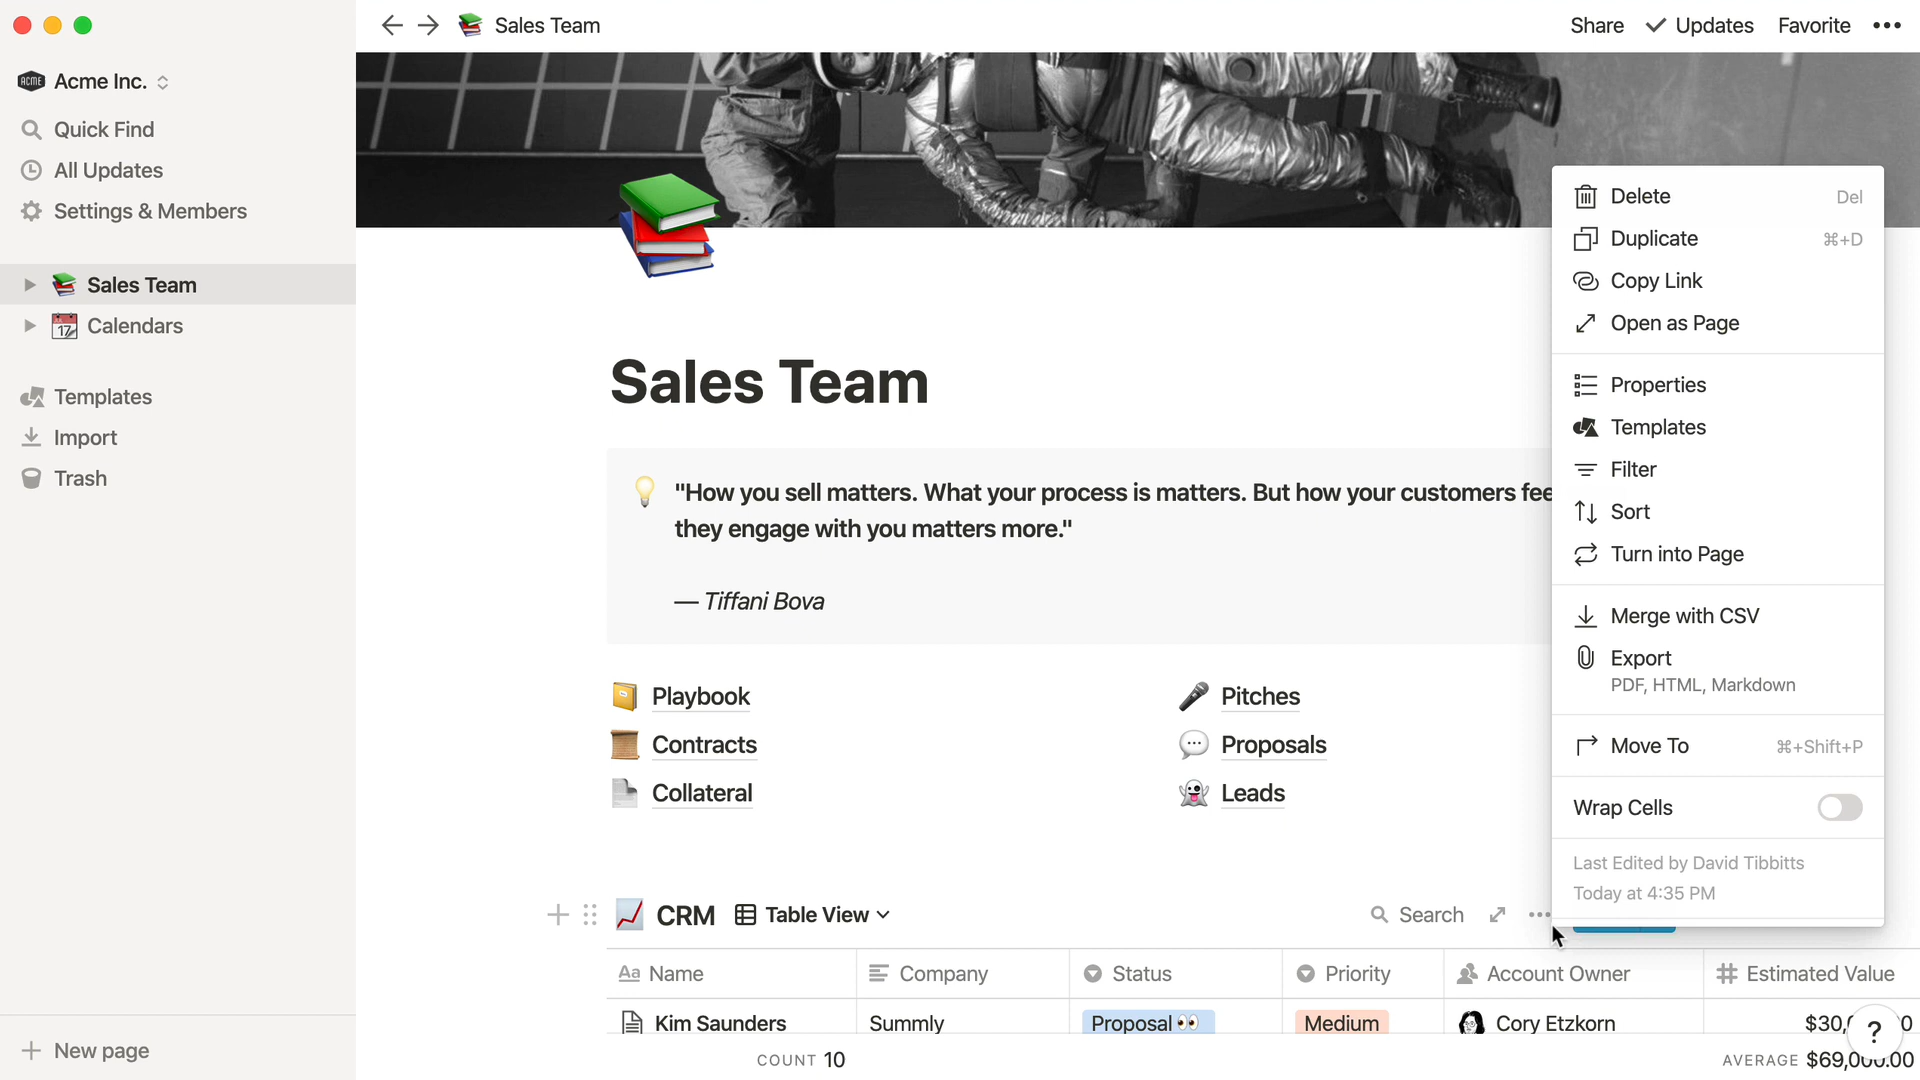 Sales Team
Share
Updates
Favorite
ACME
Acme Inc.
Quick Find
All Updates
Settings & Members
Sales Team
17
Calendars
Templates
Import
Trash
New page
Sales Team
"How you sell matters. What your process is matters. But how your customers fee
they engage with you matters more."
— Tiffani Bova
Playbook
Contracts
Collateral
Pitches
Proposals
Leads
CRM
Table View
Search
Aa Name
Company
Status
Priority
Account Owner
# Estimated Value
Kim Saunders
Summly
Proposal
Medium
Cory Etzkorn
COUNT 10
AVERAGE
?
Delete Del
Duplicate ⌘+D
Copy Link
Open as Page
Properties
Templates
Filter
Sort
Turn into Page
Merge with CSV
Export
PDF, HTML, Markdown
Move To ⌘+Shift+P
Wrap Cells
Last Edited by David Tibbitts
Today at 4:35 PM